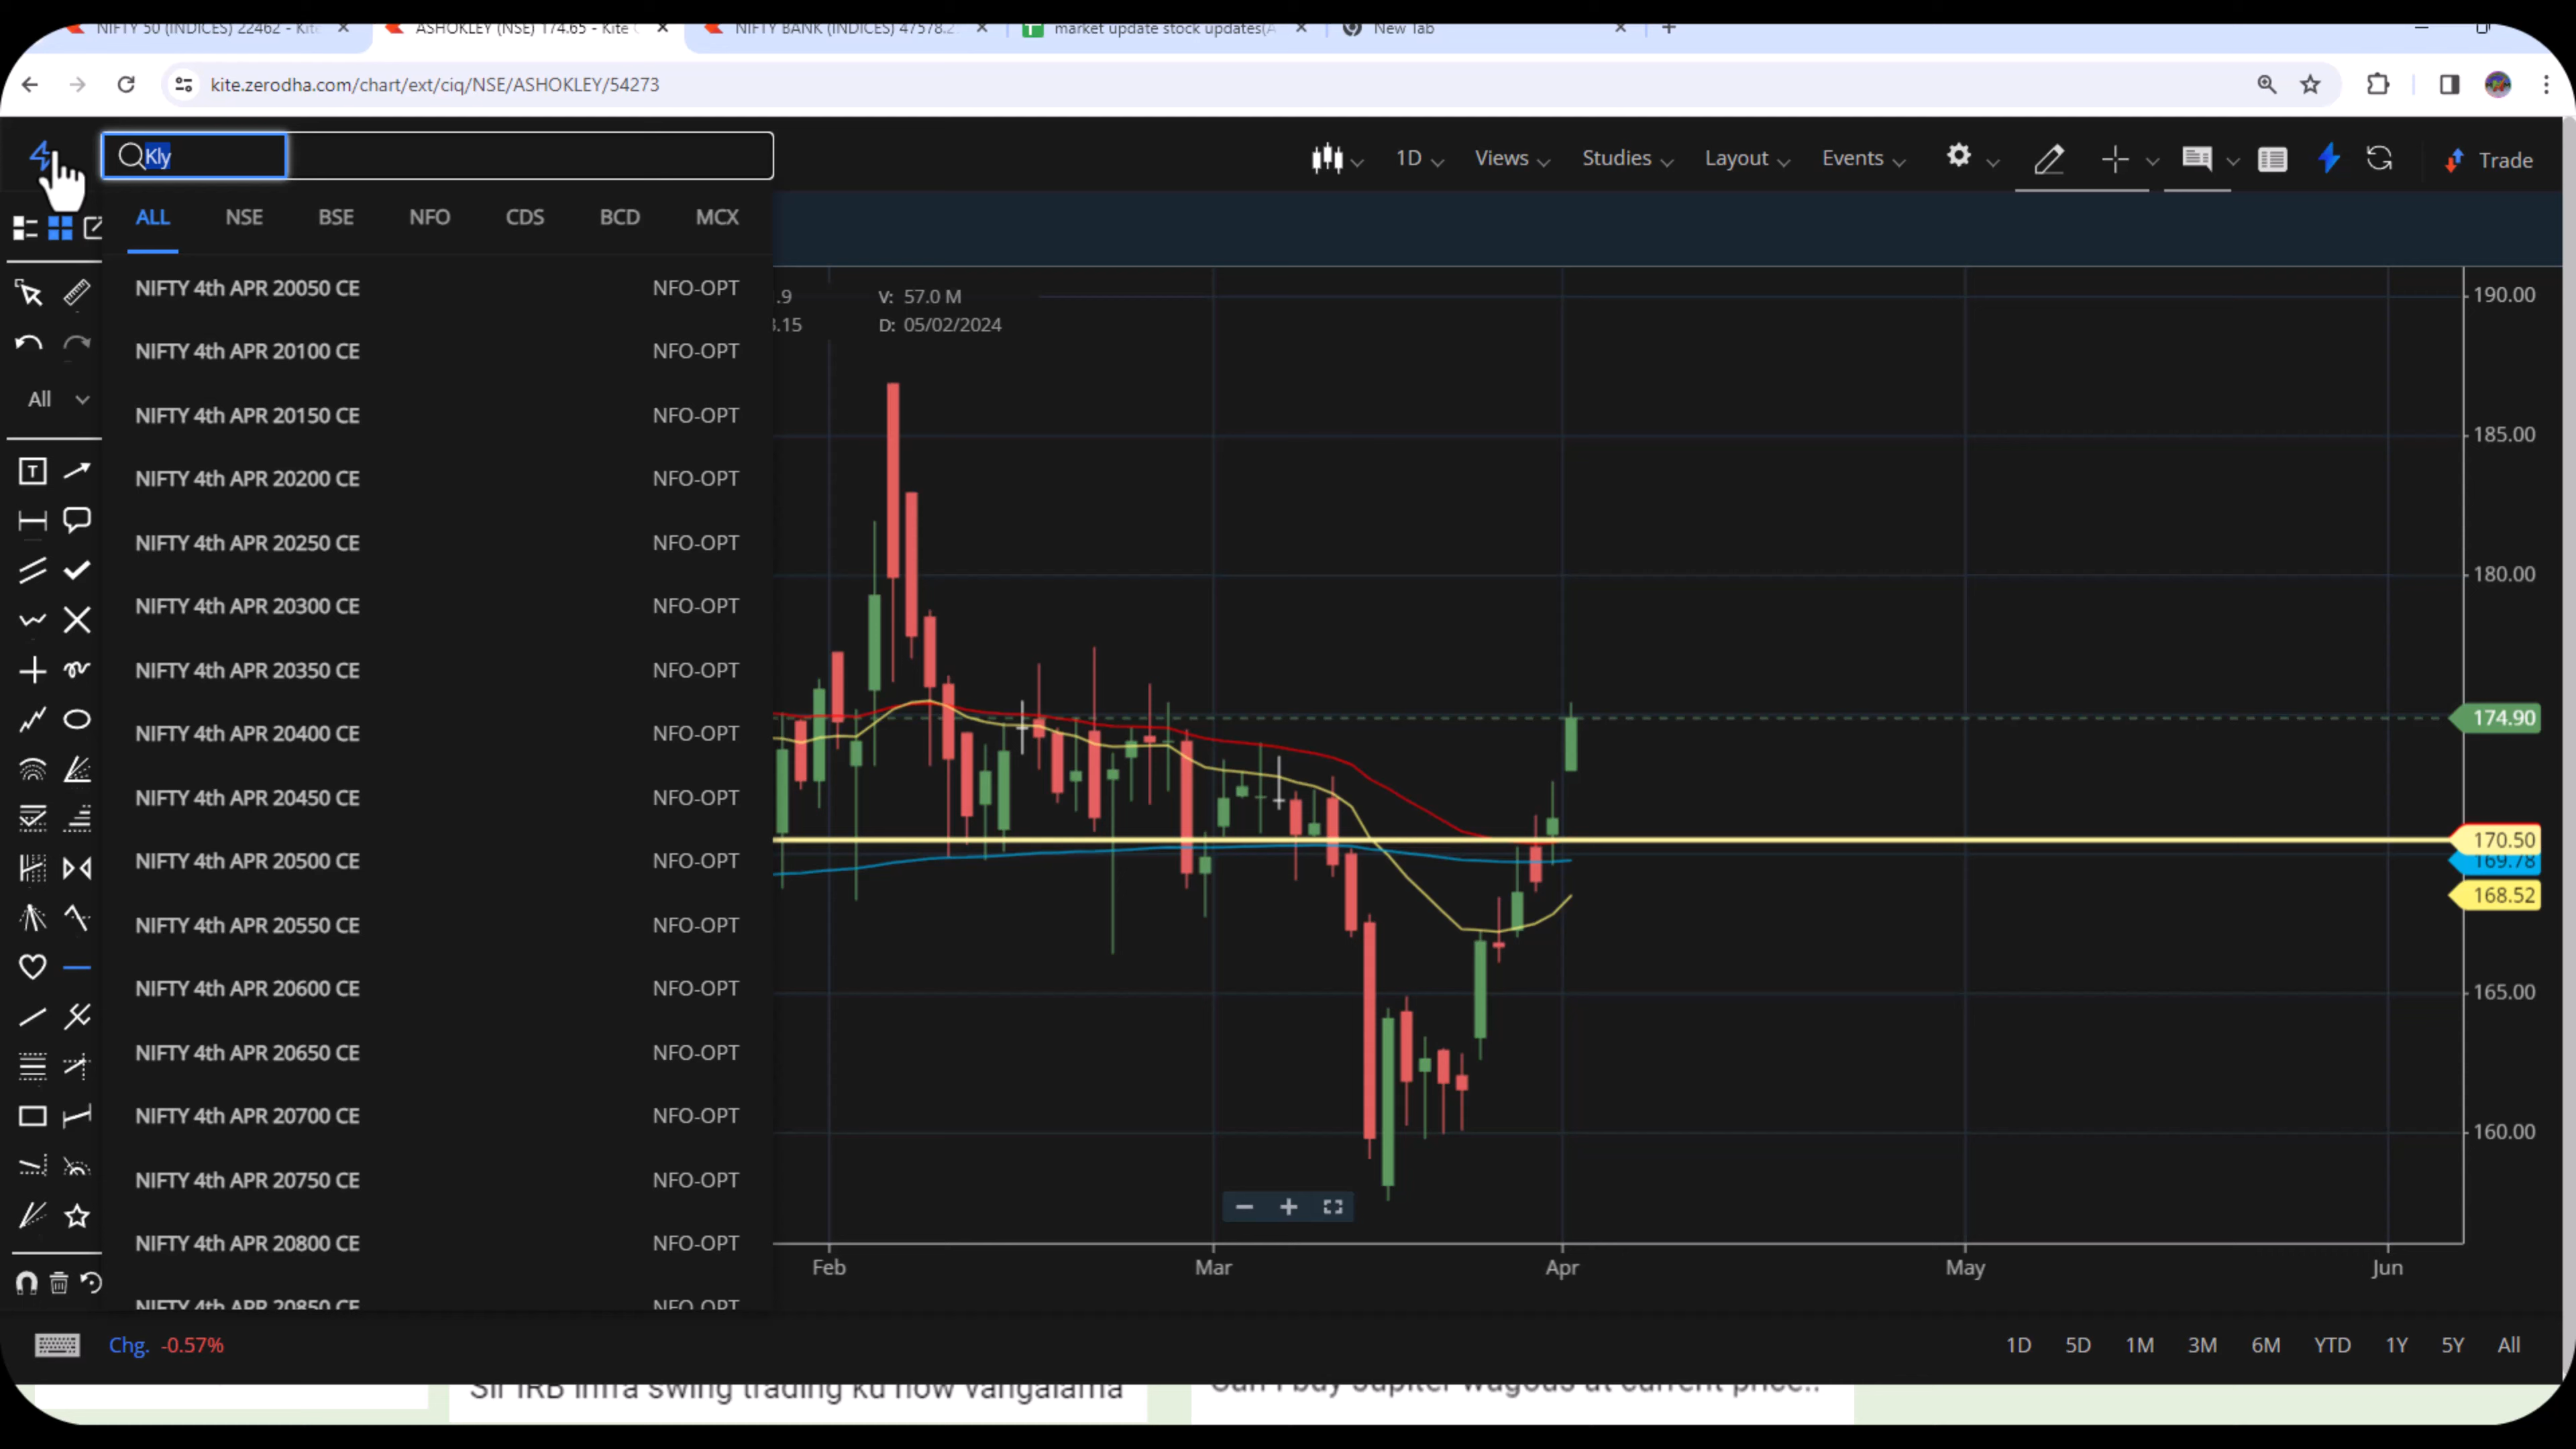 NIFTY 50 (INDICES) 22462 - Kite
ASHOKLEY (NSE) 174.65 - Kite
NIFTY BANK (INDICES) 47578.2
market update stock updates(
New Tab
kite.zerodha.com/chart/ext/ciq/NSE/ASHOKLEY/54273
Kly
1D
Views
Studies
Layout
Events
Trade
ALL NSE BSE NFO CDS BCD MCX
NIFTY 4th APR 20050 CE NFO-OPT
NIFTY 4th APR 20100 CE NFO-OPT
NIFTY 4th APR 20150 CE NFO-OPT
NIFTY 4th APR 20200 CE NFO-OPT
NIFTY 4th APR 20250 CE NFO-OPT
NIFTY 4th APR 20300 CE NFO-OPT
NIFTY 4th APR 20350 CE NFO-OPT
NIFTY 4th APR 20400 CE NFO-OPT
NIFTY 4th APR 20450 CE NFO-OPT
NIFTY 4th APR 20500 CE NFO-OPT
NIFTY 4th APR 20550 CE NFO-OPT
NIFTY 4th APR 20600 CE NFO-OPT
NIFTY 4th APR 20650 CE NFO-OPT
NIFTY 4th APR 20700 CE NFO-OPT
NIFTY 4th APR 20750 CE NFO-OPT
NIFTY 4th APR 20800 CE NFO-OPT
NIFTY 4th APR 20850 CE NFO-OPT
All
T
.9 V: 57.0 M
3.15 D: 05/02/2024
190.00
185.00
180.00
174.90
170.50
169.78
168.52
165.00
160.00
Feb Mar Apr May Jun
Chg. -0.57%
1D 5D 1M 3M 6M YTD 1Y 5Y All
Sir IRB infra swing trading ku now vangalama
Can I buy Jupiter wagons at current price..